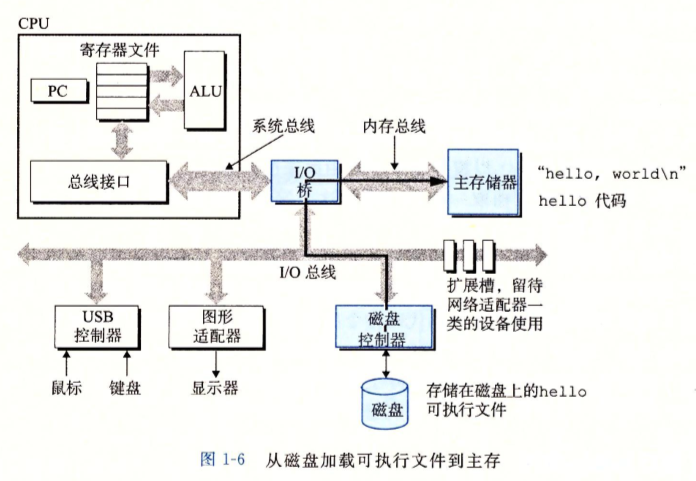 CPU
寄存器文件
PC
ALU
系统总线
内存总线
总线接口
I/O
桥
主存储器
“hello, world\n”
hello 代码
I/O 总线
扩展槽，留待
网络适配器一
类的设备使用
USB
控制器
图形
适配器
磁盘
控制器
鼠标
键盘
显示器
磁盘
存储在磁盘上的hello
可执行文件
图 1-6 从磁盘加载可执行文件到主存